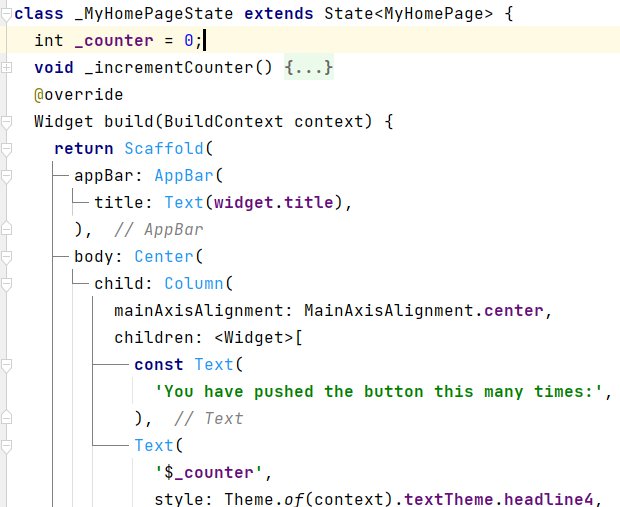 class _MyHomePageState extends State<MyHomePage> {
int _counter = 0;
void _incrementCounter() {...}
@override
Widget build(BuildContext context) {
return Scaffold(
appBar: AppBar(
title: Text(widget.title),
), // AppBar
body: Center(
child: Column(
mainAxisAlignment: MainAxisAlignment.center,
children: <Widget>[
const Text(
'You have pushed the button this many times:',
), // Text
Text(
'$_counter',
style: Theme.of(context).textTheme.headline4,